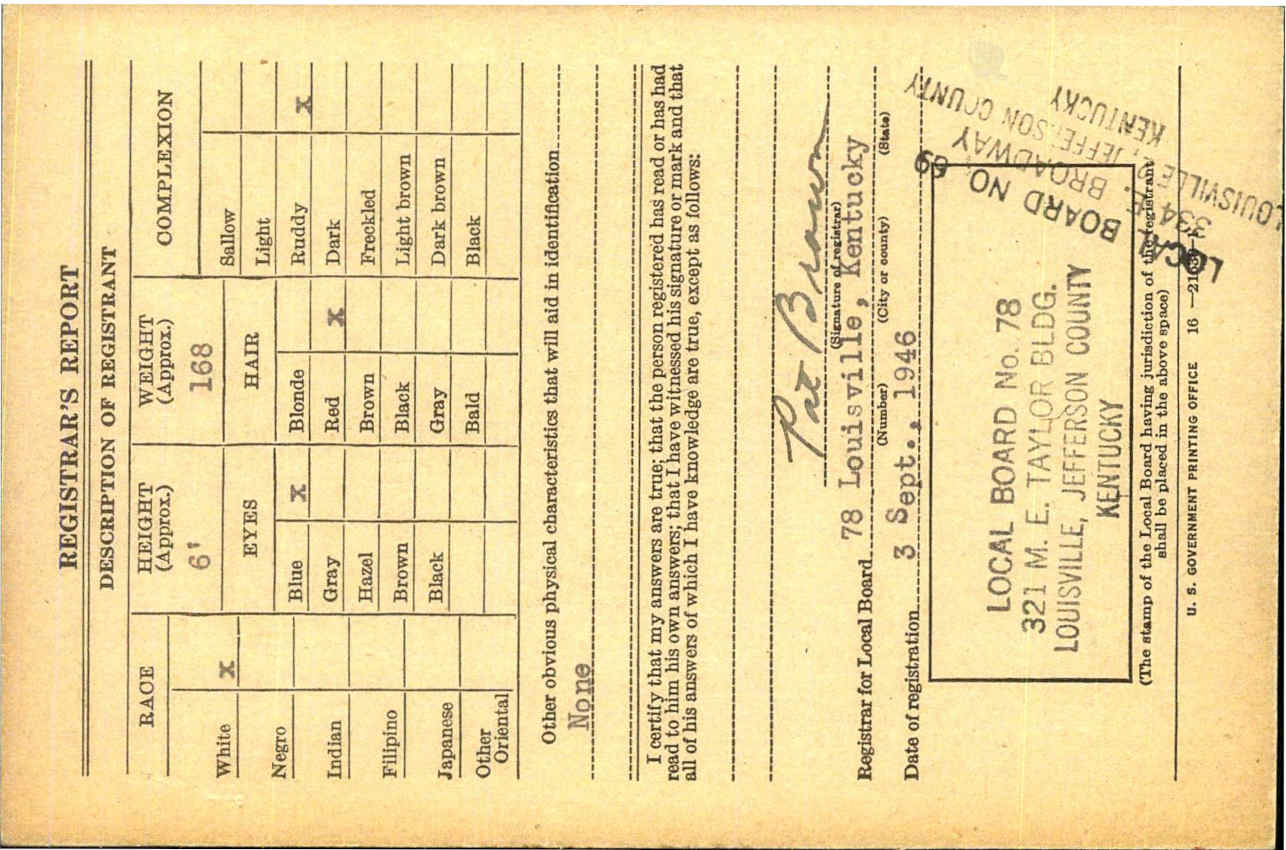 REGISTRAR'S REPORT
DESCRIPTION OF REGISTRANT
RACE
HEIGHT
(Approx.)
WEIGHT
(Approx.)
COMPLEXION
6'
168
White X
Negro
Indian
Filipino
Japanese
Other
Oriental
EYES
Blue X
Gray
Hazel
Brown
Black
HAIR
Blonde
Red X
Brown
Black
Gray
Bald
Sallow
Light
Ruddy X
Dark
Freckled
Light brown
Dark brown
Black
Other obvious physical characteristics that will aid in identification
None
I certify that my answers are true; that the person registered has read or has had
read to him his own answers; that I have witnessed his signature or mark and that
all of his answers of which I have knowledge are true, except as follows:
Pat Brown
(Signature of registrar)
Registrar for Local Board 78 Louisville, Kentucky
(Number) (City or county) (State)
Date of registration 3 Sept., 1946
LOCAL BOARD No. 78
321 M. E. TAYLOR BLDG.
LOUISVILLE, JEFFERSON COUNTY
KENTUCKY
LOCAL BOARD NO. 69
334 E. BROADWAY
LOUISVILLE 2, JEFFERSON COUNTY
KENTUCKY
(The stamp of the Local Board having jurisdiction of the registrant
shall be placed in the above space)
U. S. GOVERNMENT PRINTING OFFICE 16